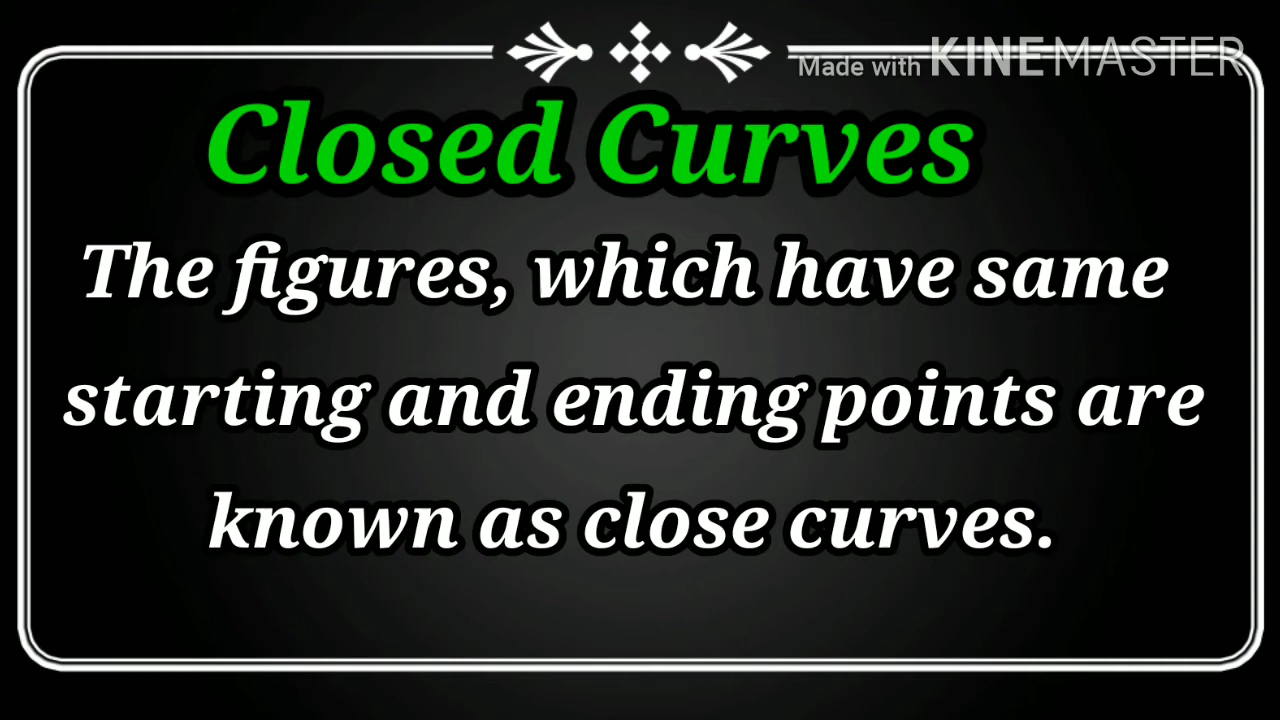 Made with KINEMASTER
Closed Curves
The figures, which have same
starting and ending points are
known as close curves.